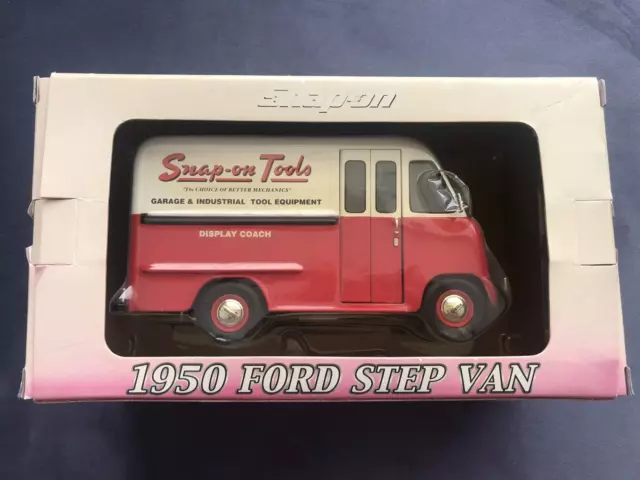 Snap-on
Snap-on Tools
"The CHOICE OF BETTER MECHANICS"
GARAGE & INDUSTRIAL TOOL EQUIPMENT
DISPLAY COACH
1950 FORD STEP VAN